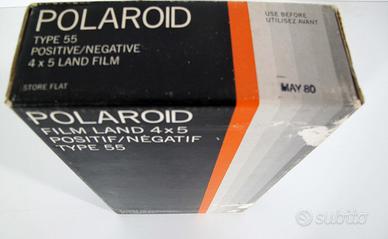 POLAROID
TYPE 55
POSITIVE/NEGATIVE
4 x 5 LAND FILM
STORE FLAT
USE BEFORE
UTILISEZ AVANT
MAY 80
POLAROID
FILM LAND 4x5
POSITIF/NÉGATIF
TYPE 55
subito